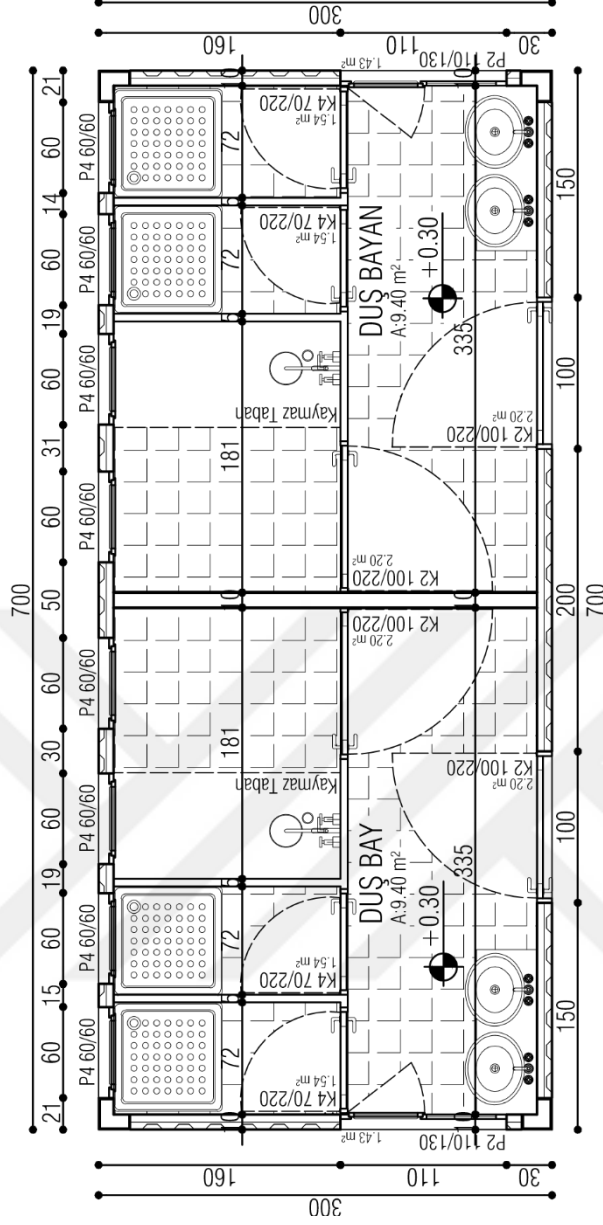 300
160
110
30
700
21
60
14
60
19
60
31
60
50
60
30
60
19
60
15
60
21
P4 60/60
P4 60/60
P4 60/60
P4 60/60
P4 60/60
P4 60/60
P4 60/60
P4 60/60
1.43 m²
P2 110/130
K4 70/220
1.54 m²
72
K4 70/220
1.54 m²
72
DUŞ BAYAN
A:9.40 m²
+0.30
335
Kaymaz Taban
181
K2 100/220
2.20 m²
K2 100/220
2.20 m²
K2 100/220
2.20 m²
K2 100/220
2.20 m²
181
Kaymaz Taban
DUŞ BAY
A:9.40 m²
+0.30
335
72
K4 70/220
1.54 m²
72
K4 70/220
1.54 m²
1.43 m²
P2 110/130
150
100
200
100
150
700
160
110
30
300